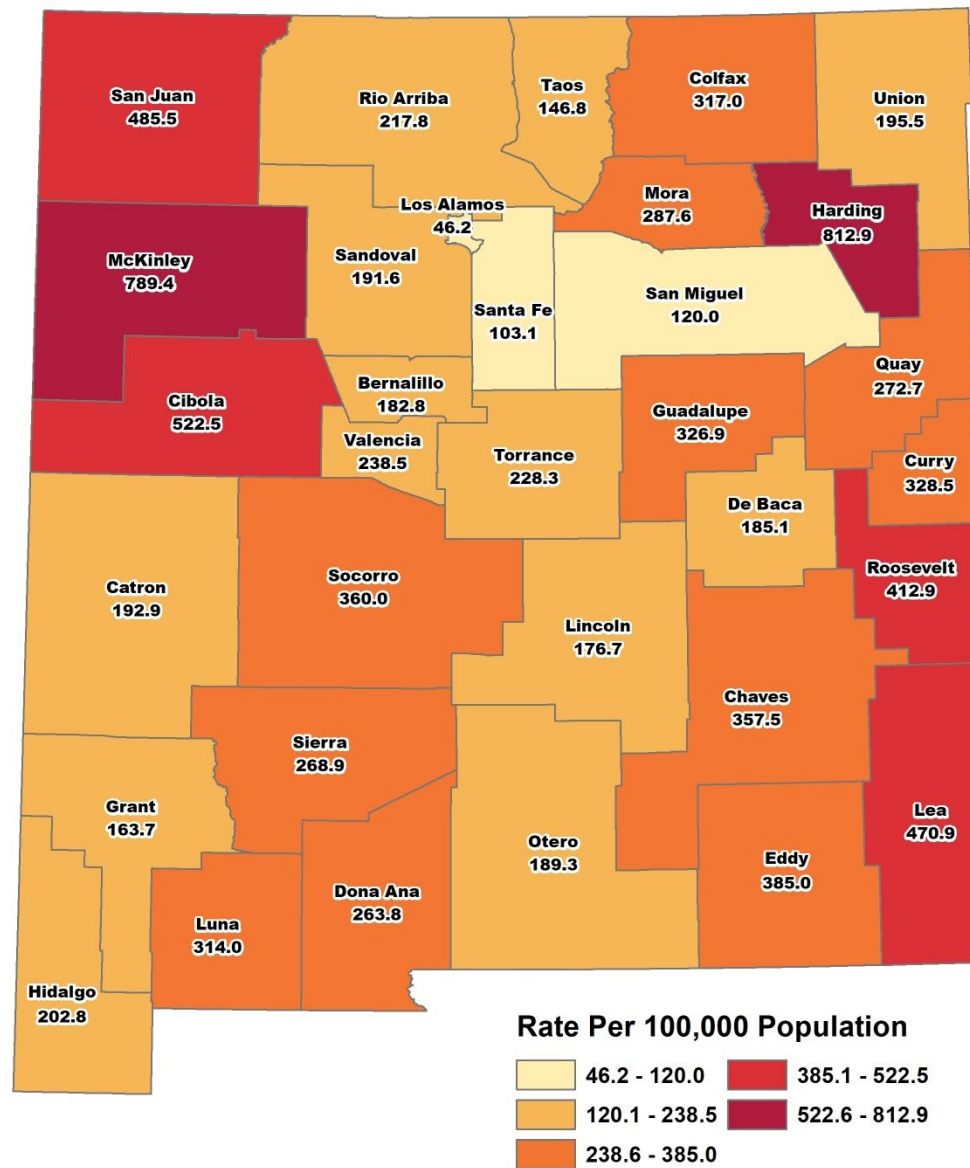 San Juan
485.5
Rio Arriba
217.8
Taos
146.8
Colfax
317.0
Union
195.5
Mora
287.6
Harding
812.9
Los Alamos
46.2
McKinley
789.4
Sandoval
191.6
Santa Fe
103.1
San Miguel
120.0
Quay
272.7
Cibola
522.5
Bernalillo
182.8
Guadalupe
326.9
Valencia
238.5
Torrance
228.3
Curry
328.5
De Baca
185.1
Roosevelt
412.9
Catron
192.9
Socorro
360.0
Lincoln
176.7
Chaves
357.5
Sierra
268.9
Grant
163.7
Otero
189.3
Lea
470.9
Eddy
385.0
Dona Ana
263.8
Luna
314.0
Hidalgo
202.8
Rate Per 100,000 Population
46.2 - 120.0
120.1 - 238.5
238.6 - 385.0
385.1 - 522.5
522.6 - 812.9